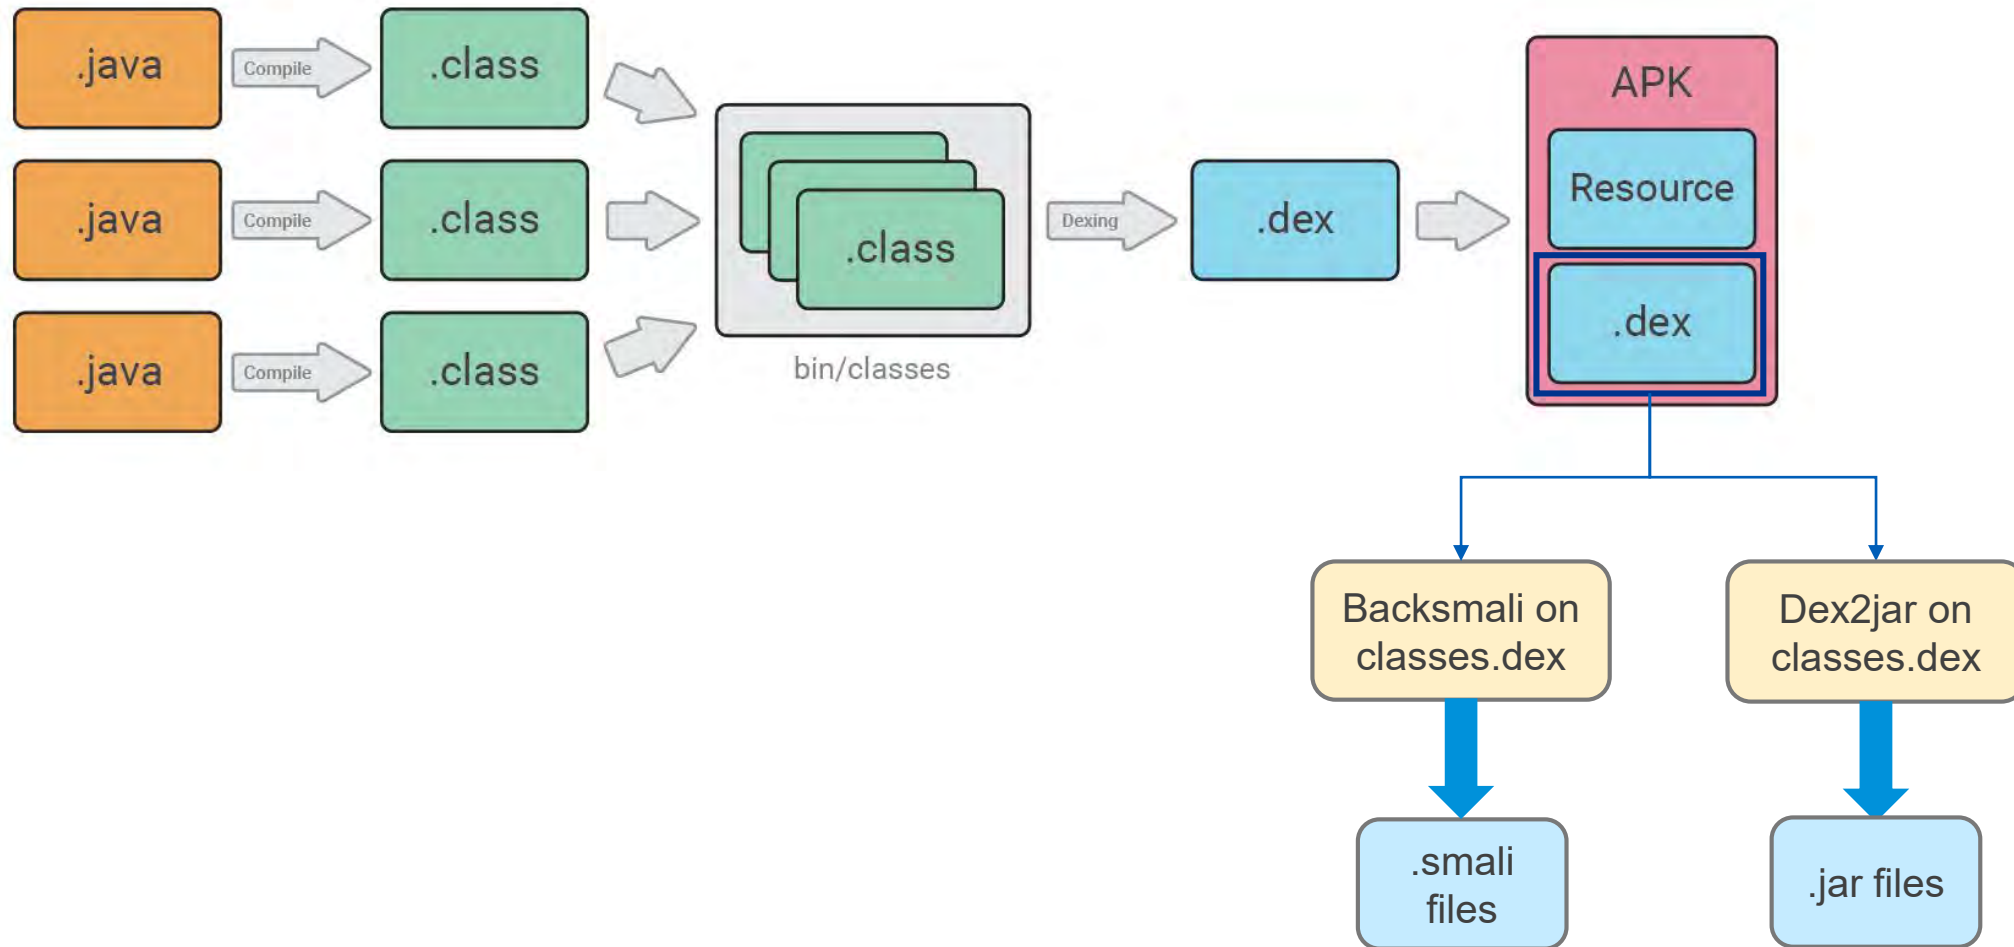 .java
Compile
.class
.java
Compile
.class
.java
Compile
.class
.class
bin/classes
Dexing
.dex
APK
Resource
.dex
Backsmali on
classes.dex
Dex2jar on
classes.dex
.smali
files
.jar files